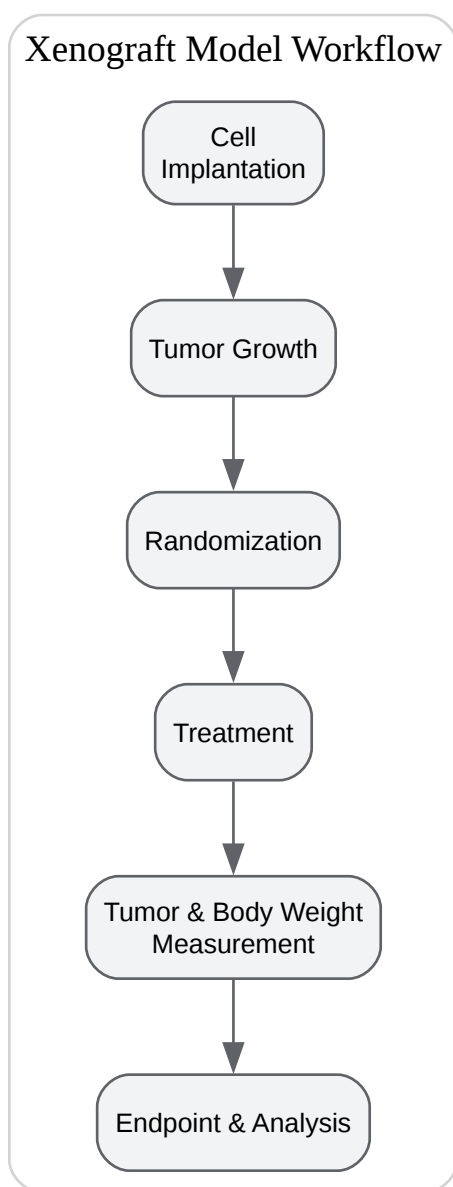 Xenograft Model Workflow
Cell
Implantation
Tumor Growth
Randomization
Treatment
Tumor & Body Weight
Measurement
Endpoint & Analysis